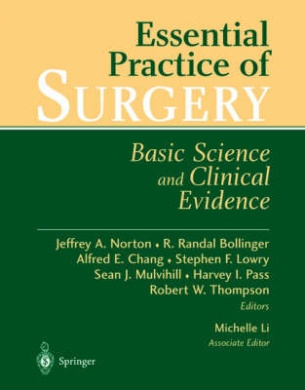 Essential
Practice of
SURGERY
Basic Science
and Clinical
Evidence
Jeffrey A. Norton • R. Randal Bollinger
Alfred E. Chang • Stephen F. Lowry
Sean J. Mulvihill • Harvey I. Pass
Robert W. Thompson
Editors
Michelle Li
Associate Editor
Springer